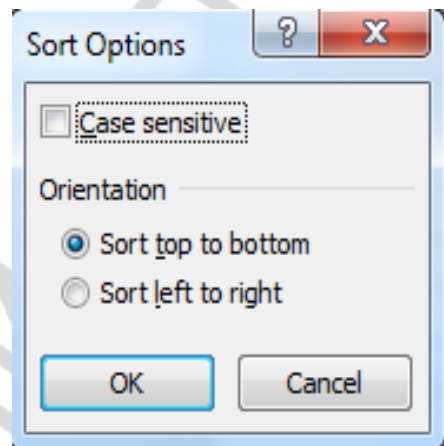 Sort Options
?
Case sensitive
Orientation
Sort top to bottom
Sort left to right
OK
Cancel